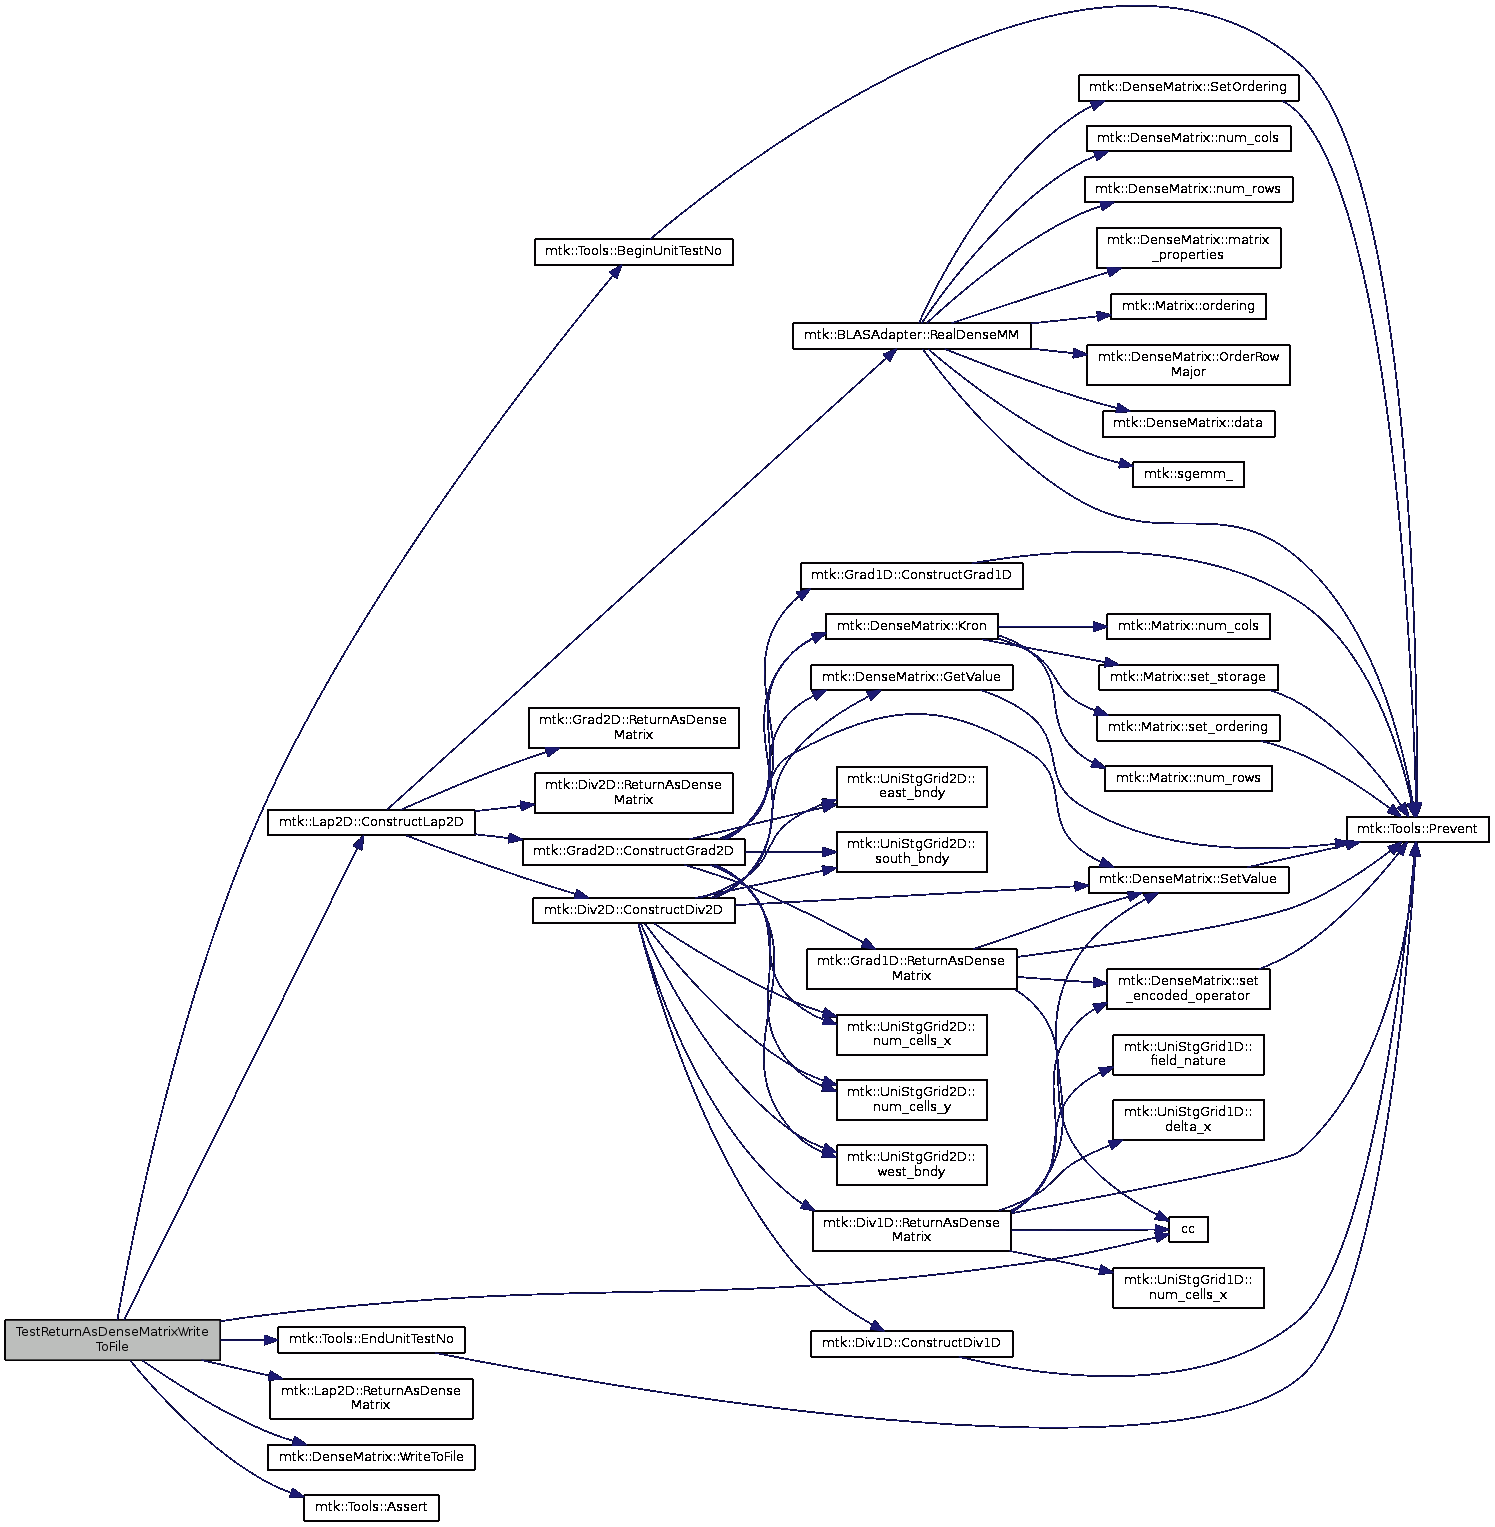 mtk::DenseMatrix::SetOrdering
mtk::DenseMatrix::num_cols
mtk::DenseMatrix::num_rows
mtk::DenseMatrix::matrix
_properties
mtk::Tools::BeginUnitTestNo
mtk::Matrix::ordering
mtk::BLASAdapter::RealDenseMM
mtk::DenseMatrix::OrderRow
Major
mtk::DenseMatrix::data
mtk::sgemm_
mtk::Grad1D::ConstructGrad1D
mtk::DenseMatrix::Kron
mtk::Matrix::num_cols
mtk::DenseMatrix::GetValue
mtk::Matrix::set_storage
mtk::Grad2D::ReturnAsDense
Matrix
mtk::Matrix::set_ordering
mtk::Div2D::ReturnAsDense
Matrix
mtk::UniStgGrid2D::
east_bndy
mtk::Matrix::num_rows
mtk::Lap2D::ConstructLap2D
mtk::Tools::Prevent
mtk::Grad2D::ConstructGrad2D
mtk::UniStgGrid2D::
south_bndy
mtk::DenseMatrix::SetValue
mtk::Div2D::ConstructDiv2D
mtk::Grad1D::ReturnAsDense
Matrix
mtk::DenseMatrix::set
_encoded_operator
mtk::UniStgGrid2D::
num_cells_x
mtk::UniStgGrid1D::
field_nature
mtk::UniStgGrid2D::
num_cells_y
mtk::UniStgGrid1D::
delta_x
mtk::UniStgGrid2D::
west_bndy
mtk::Div1D::ReturnAsDense
Matrix
cc
mtk::UniStgGrid1D::
num_cells_x
TestReturnAsDenseMatrixWrite
ToFile
mtk::Tools::EndUnitTestNo
mtk::Div1D::ConstructDiv1D
mtk::Lap2D::ReturnAsDense
Matrix
mtk::DenseMatrix::WriteToFile
mtk::Tools::Assert